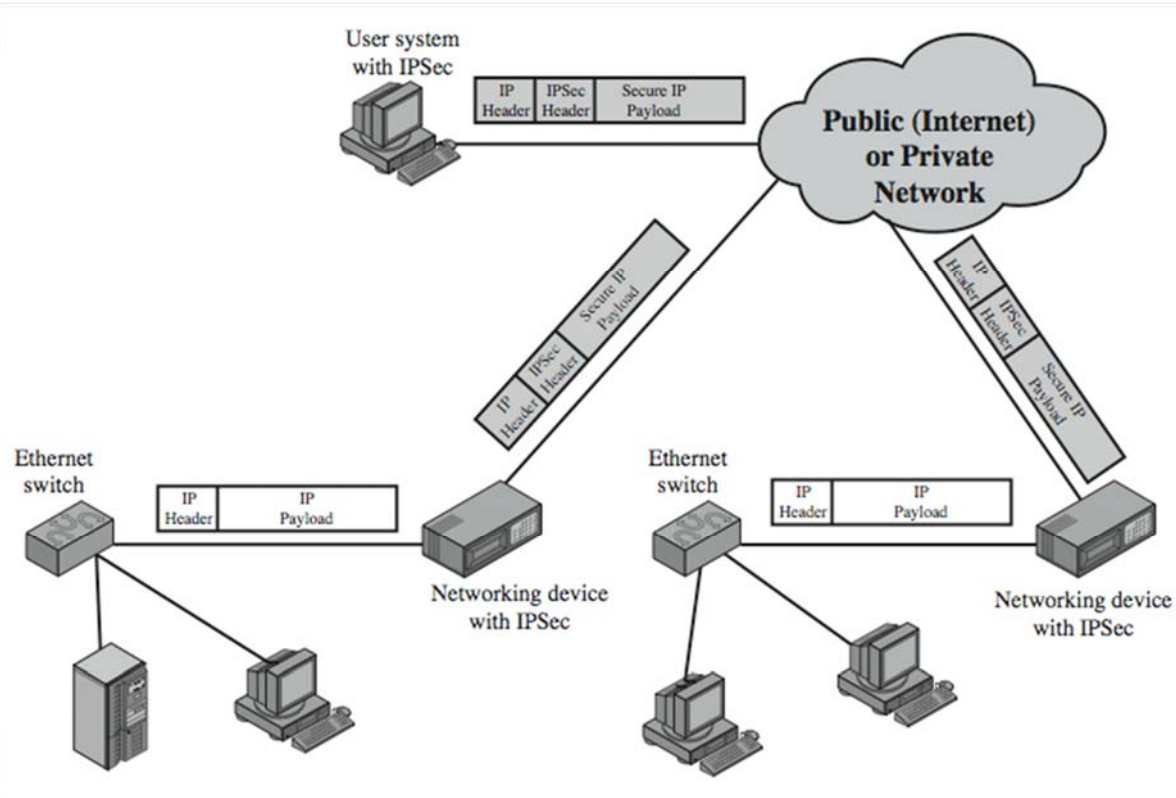 User system
with IPSec
IP
Header
IPSec
Header
Secure IP
Payload
Public (Internet)
or Private
Network
IP
Header
IPSec
Header
Secure IP
Payload
IP
Header
IPSec
Header
Secure IP
Payload
Ethernet
switch
IP
Header
IP
Payload
Networking device
with IPSec
Ethernet
switch
IP
Header
IP
Payload
Networking device
with IPSec